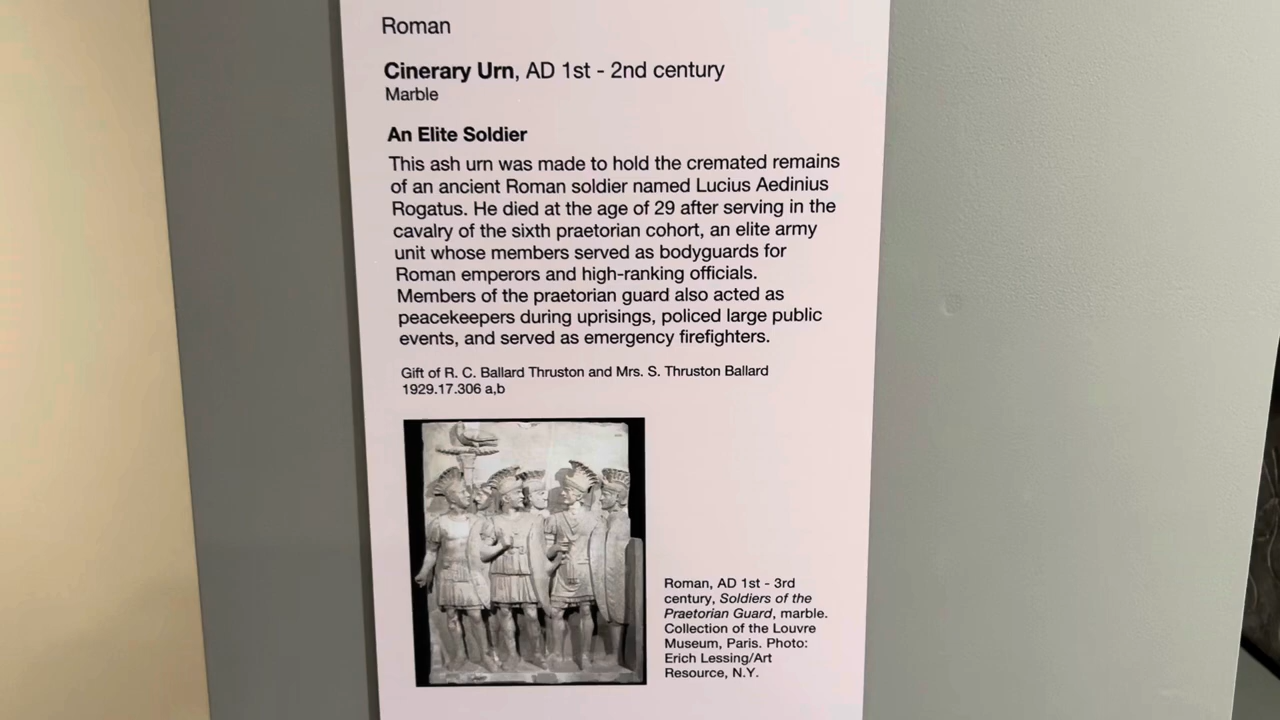 Roman
Cinerary Urn, AD 1st - 2nd century
Marble
An Elite Soldier
This ash urn was made to hold the cremated remains
of an ancient Roman soldier named Lucius Aedinius
Rogatus. He died at the age of 29 after serving in the
cavalry of the sixth praetorian cohort, an elite army
unit whose members served as bodyguards for
Roman emperors and high-ranking officials.
Members of the praetorian guard also acted as
peacekeepers during uprisings, policed large public
events, and served as emergency firefighters.
Gift of R. C. Ballard Thruston and Mrs. S. Thruston Ballard
1929.17.306 a,b
Roman, AD 1st - 3rd
century, Soldiers of the
Praetorian Guard, marble.
Collection of the Louvre
Museum, Paris. Photo:
Erich Lessing/Art
Resource, N.Y.